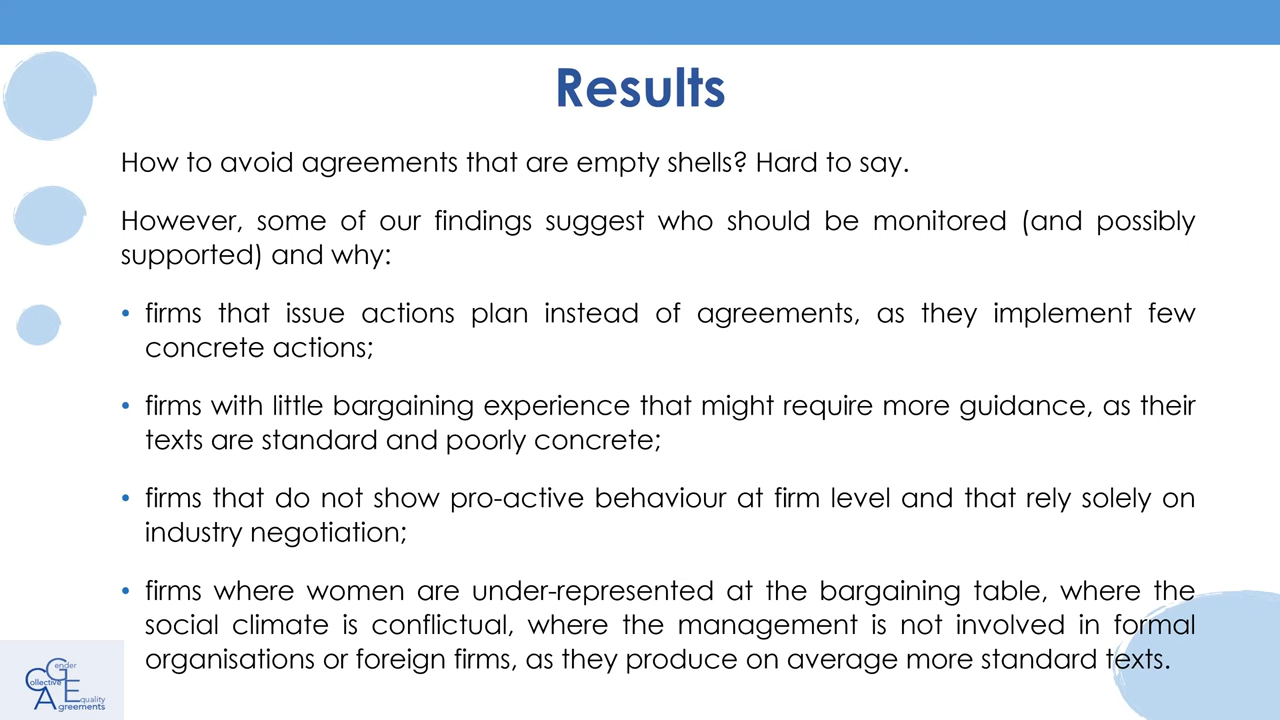 Results
How to avoid agreements that are empty shells? Hard to say.
However, some of our findings suggest who should be monitored (and possibly
supported) and why:
• firms that issue actions plan instead of agreements, as they implement few
concrete actions;
• firms with little bargaining experience that might require more guidance, as their
texts are standard and poorly concrete;
• firms that do not show pro-active behaviour at firm level and that rely solely on
industry negotiation;
• firms where women are under-represented at the bargaining table, where the
social climate is conflictual, where the management is not involved in formal
organisations or foreign firms, as they produce on average more standard texts.
Gender
Collective
Equality
Agreements